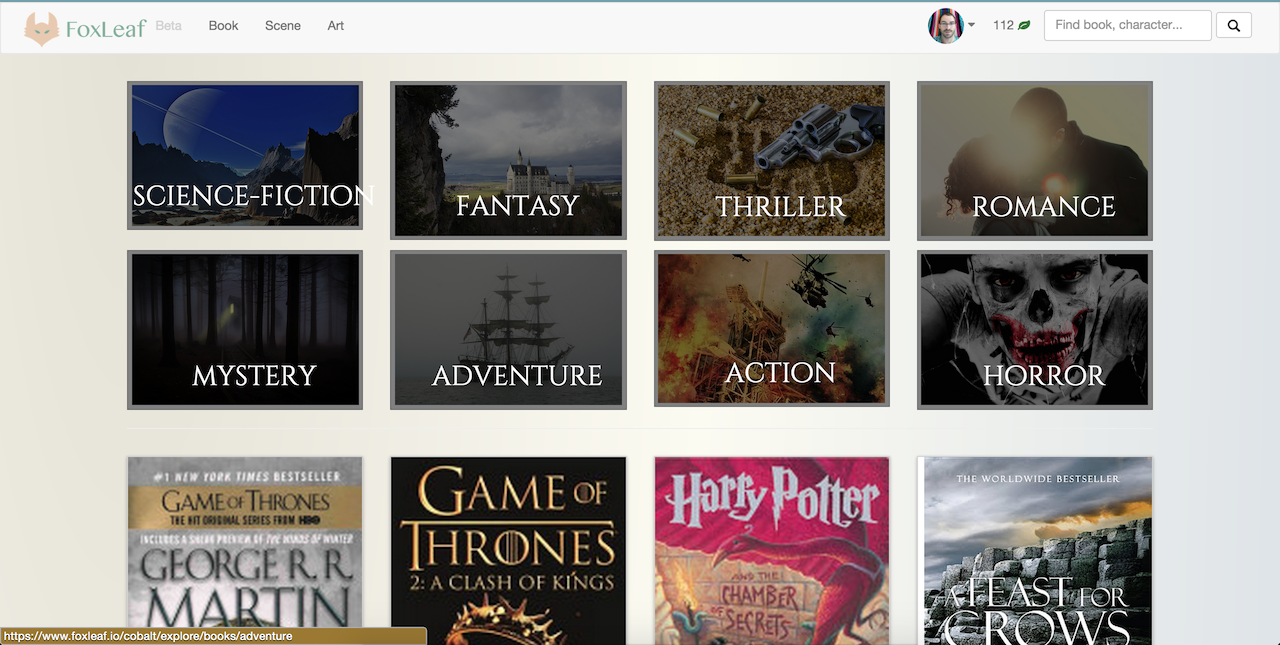 FoxLeaf Beta Book Scene Art 112 Find book, character...
SCIENCE-FICTION
FANTASY
THRILLER
ROMANCE
MYSTERY
ADVENTURE
ACTION
HORROR
#1 NEW YORK TIMES BESTSELLER
GAME OF THRONES
THE HIT ORIGINAL SERIES FROM HBO
INCLUDES A SNEAK PREVIEW OF THE WINDS OF WINTER
GEORGE R. R.
MARTIN
GAME OF
THRONES
2: A CLASH OF KINGS
Harry Potter
AND THE
CHAMBER
OF
SECRETS
THE WORLDWIDE BESTSELLER
A FEAST FOR
CROWS
https://www.foxleaf.io/cobalt/explore/books/adventure